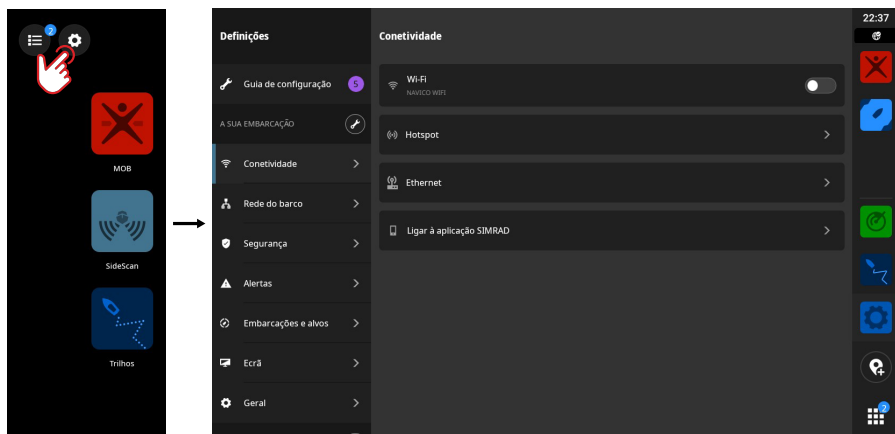 2
MOB
SideScan
Trilhos
Definições
Guia de configuração
5
A SUA EMBARCAÇÃO
Conetividade
Rede do barco
Segurança
Alertas
Embarcações e alvos
Ecrã
Geral
Conetividade
Wi-Fi
NAVICO WIFI
Hotspot
Ethernet
Ligar à aplicação SIMRAD
22:37
2